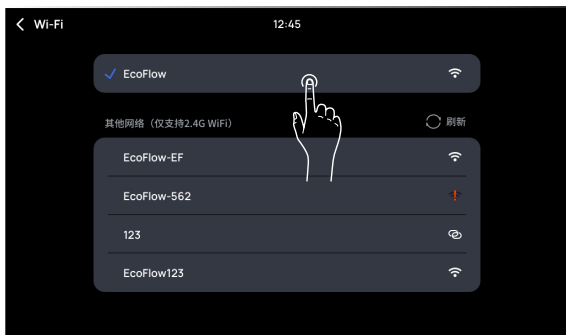 Wi-Fi
12:45
EcoFlow
其他网络（仅支持2.4G WiFi）
刷新
EcoFlow-EF
EcoFlow-562
123
EcoFlow123